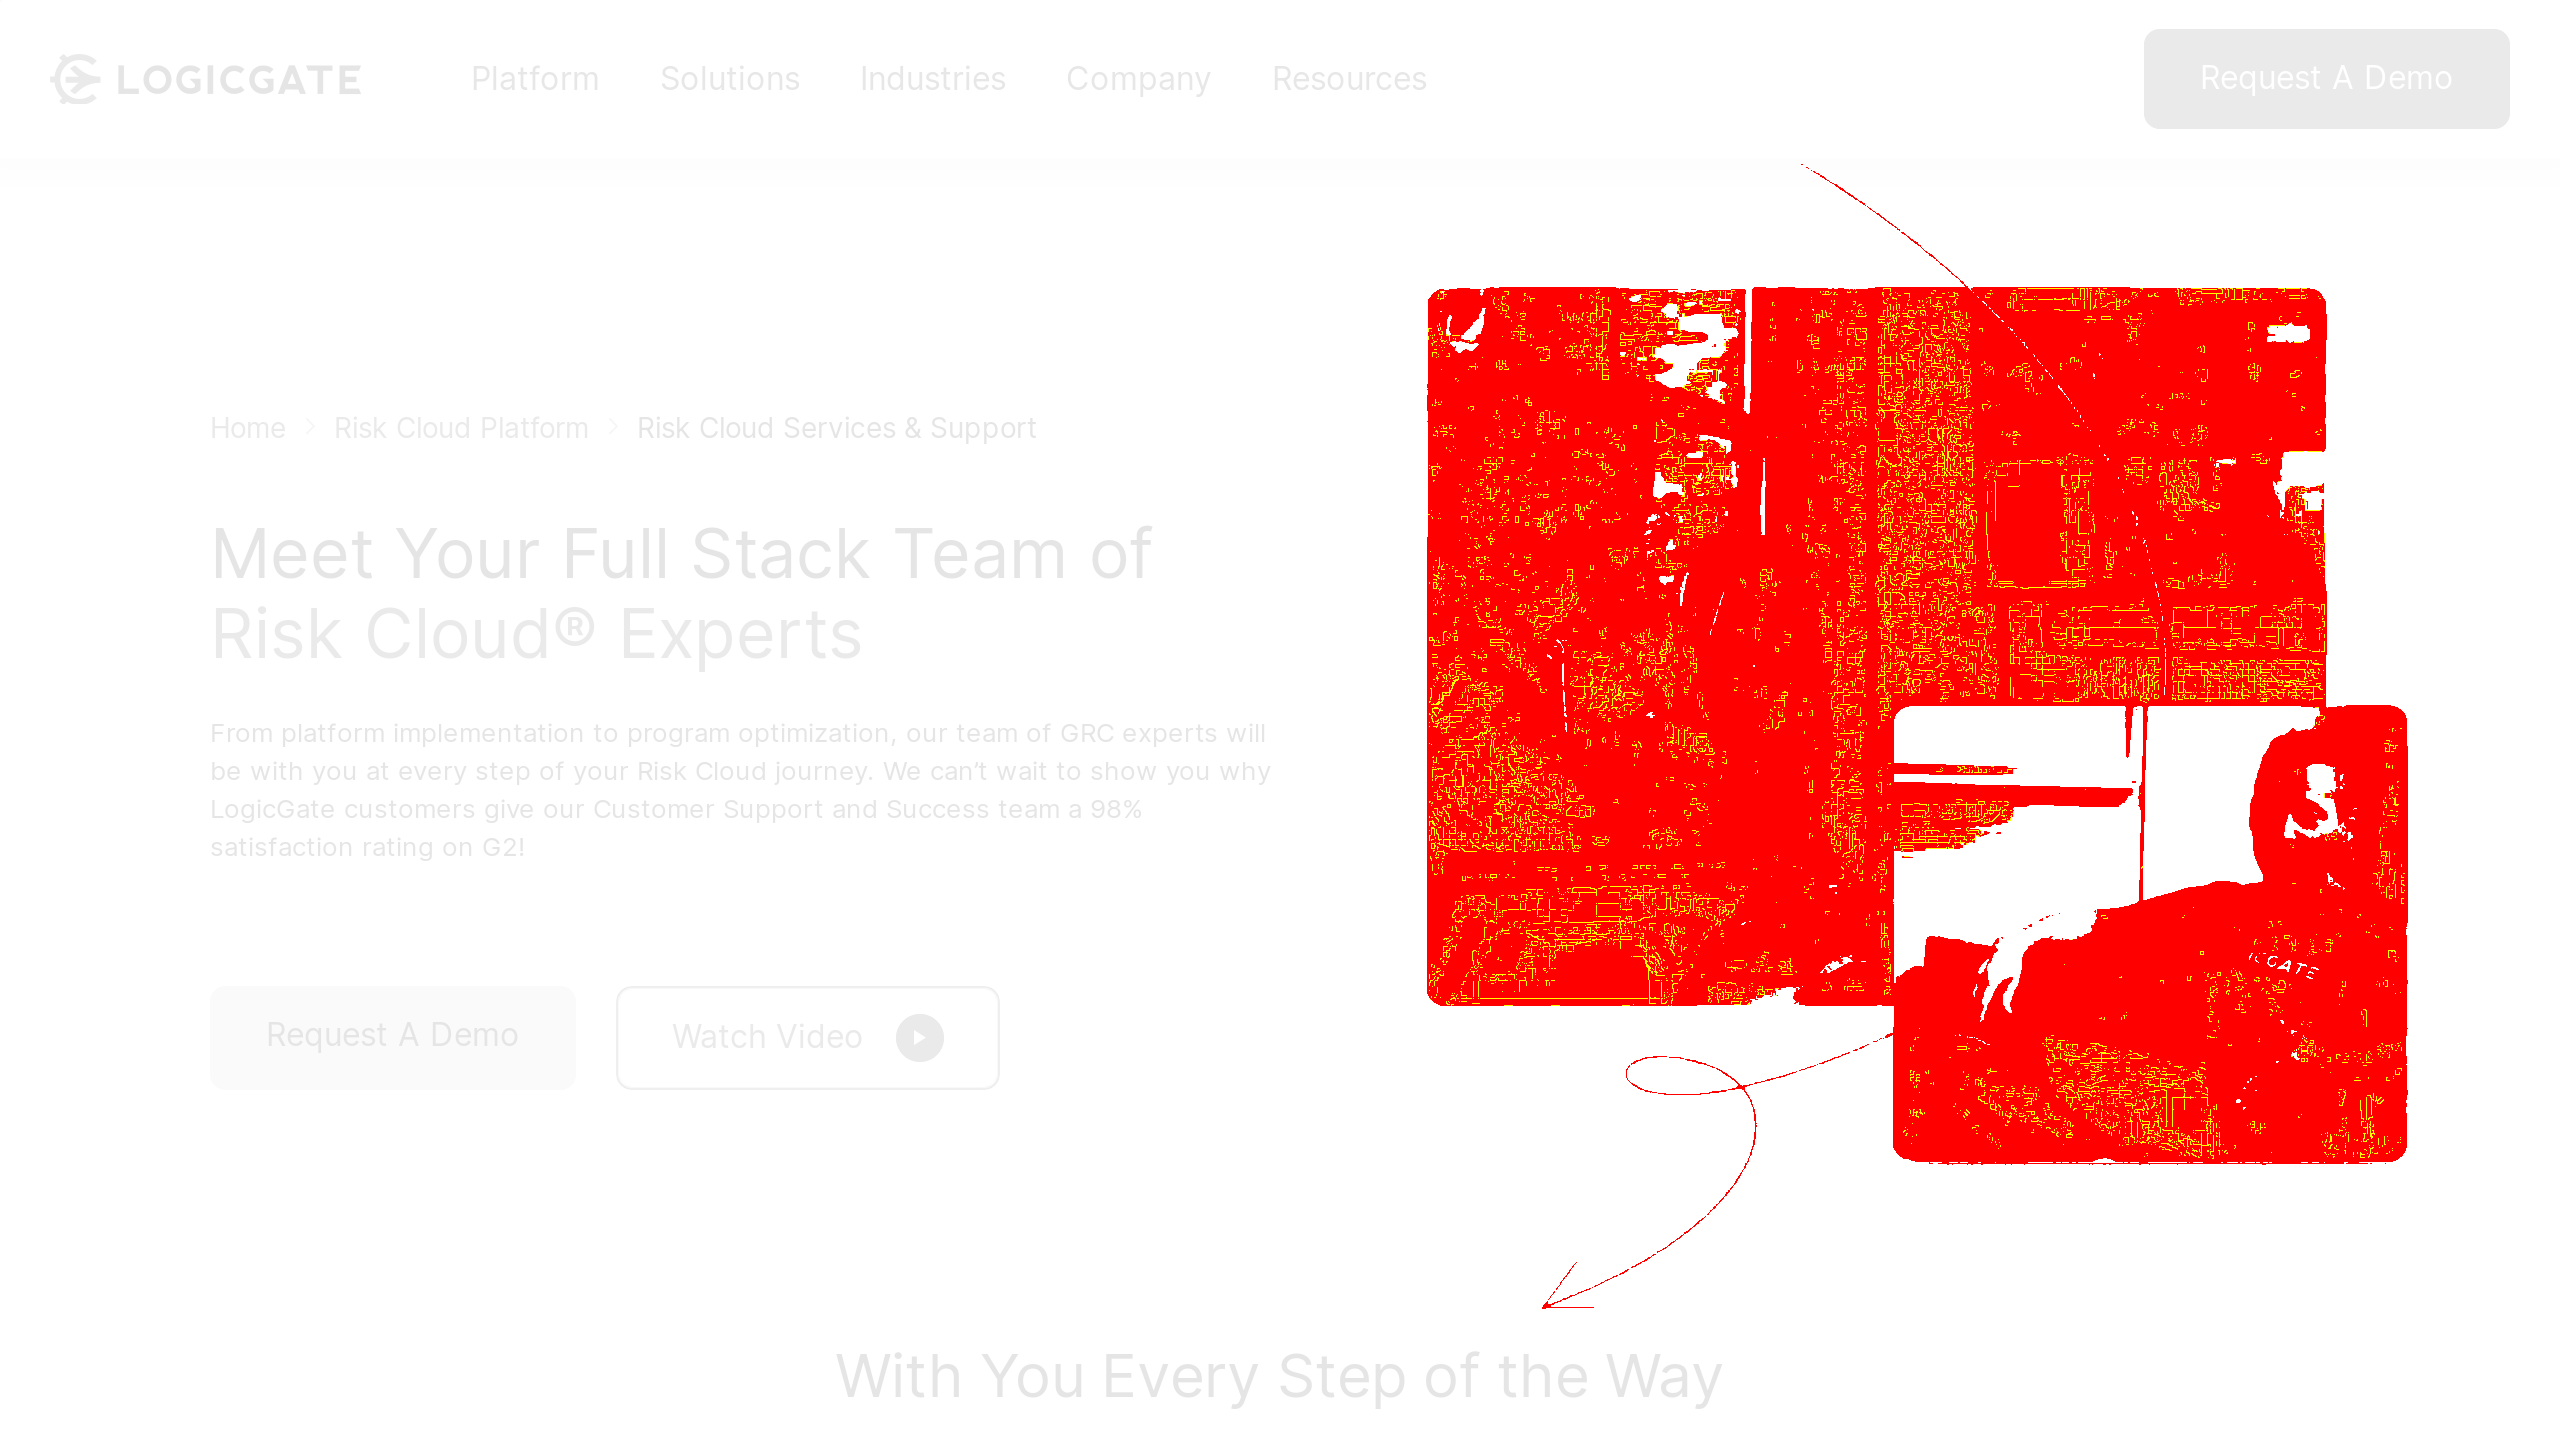 LOGICGATE
Platform Solutions Industries Company Resources
Request A Demo
Home Risk Cloud Platform Risk Cloud Services & Support
Meet Your Full Stack Team of
Risk Cloud® Experts
From platform implementation to program optimization, our team of GRC experts will
be with you at every step of your Risk Cloud journey. We can’t wait to show you why
LogicGate customers give our Customer Support and Success team a 98%
satisfaction rating on G2!
Request A Demo
Watch Video
With You Every Step of the Way